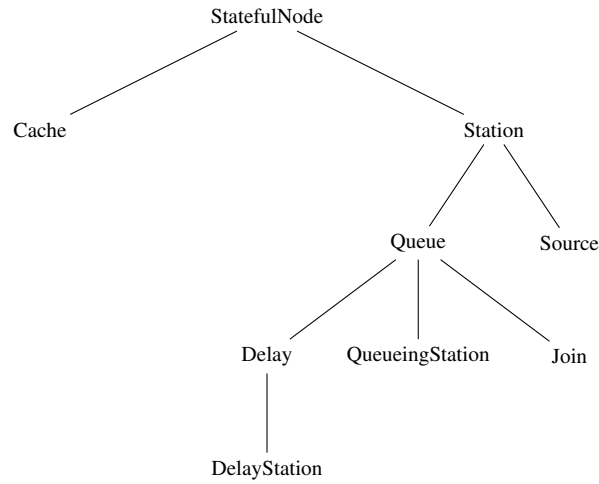 StatefulNode
Cache
Station
Queue
Source
Delay
QueueingStation
Join
DelayStation